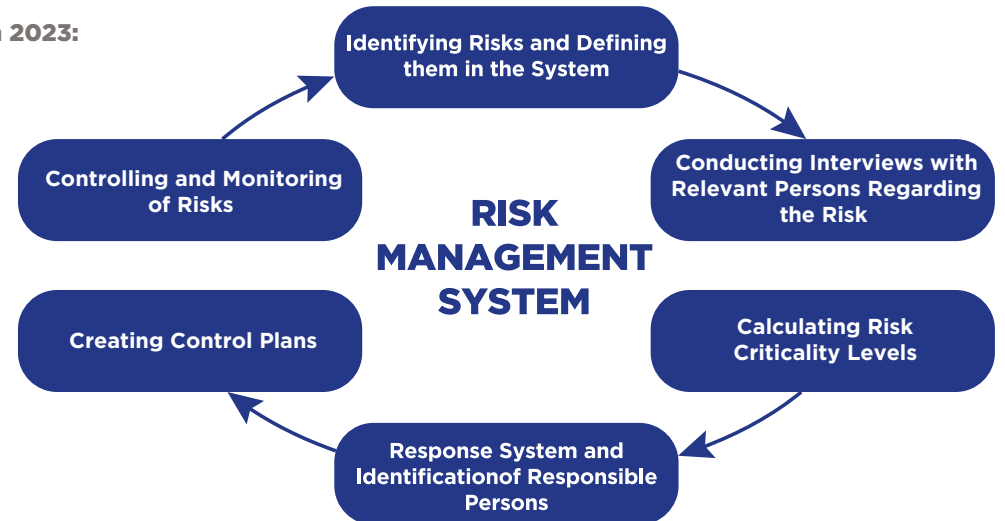 2023:
Identifying Risks and Defining
them in the System
Conducting Interviews with
Relevant Persons Regarding
the Risk
Calculating Risk
Criticality Levels
Response System and
Identificationof Responsible
Persons
Creating Control Plans
Controlling and Monitoring
of Risks
RISK
MANAGEMENT
SYSTEM